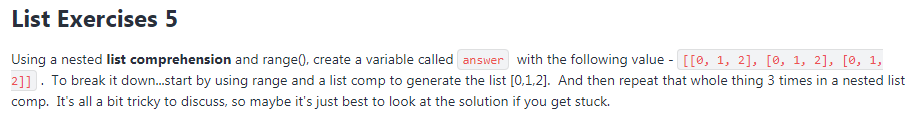 List Exercises 5
Using a nested list comprehension and range(), create a variable called answer with the following value - [[0, 1, 2], [0, 1, 2], [0, 1,
2]] . To break it down...start by using range and a list comp to generate the list [0,1,2]. And then repeat that whole thing 3 times in a nested list
comp. It's all a bit tricky to discuss, so maybe it's just best to look at the solution if you get stuck.